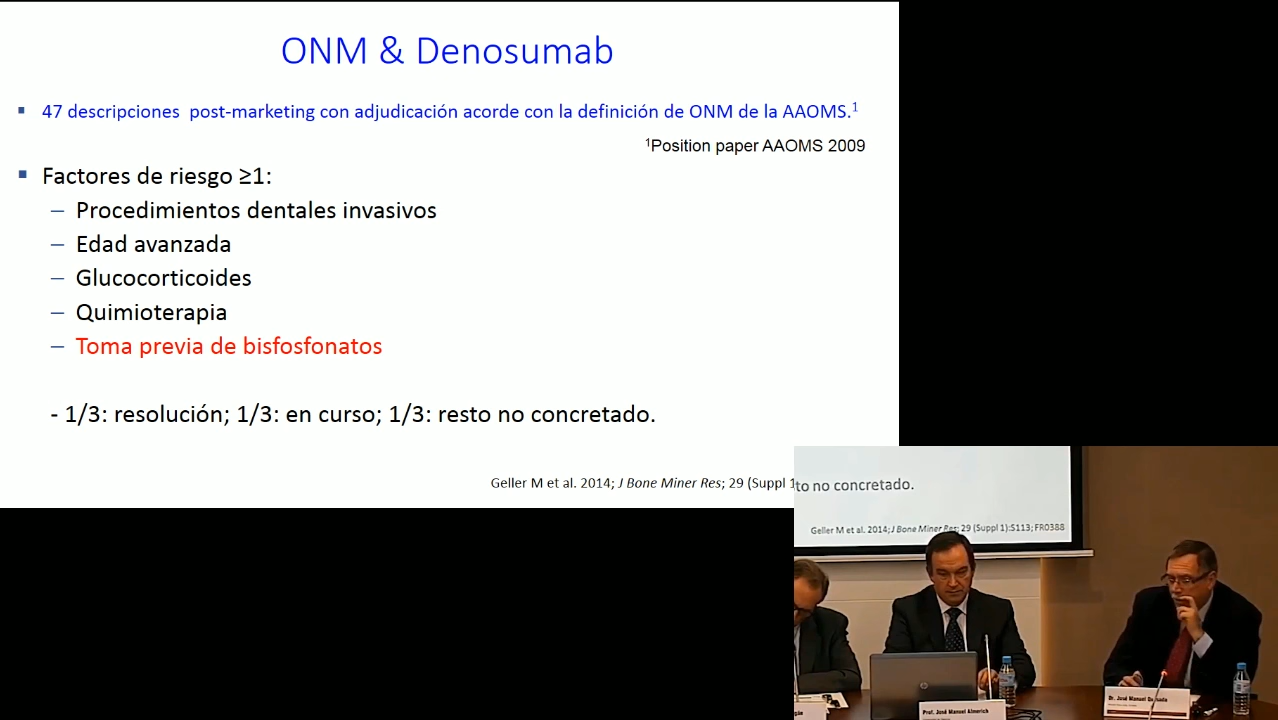 ONM & Denosumab
▪ 47 descripciones post-marketing con adjudicación acorde con la definición de ONM de la AAOMS.¹
¹Position paper AAOMS 2009
▪ Factores de riesgo ≥1:
– Procedimientos dentales invasivos
– Edad avanzada
– Glucocorticoides
– Quimioterapia
– Toma previa de bisfosfonatos
- 1/3: resolución; 1/3: en curso; 1/3: resto no concretado.
Geller M et al. 2014; J Bone Miner Res; 29 (Suppl 1
to no concretado.
Geller M et al. 2014; J Bone Miner Res; 29 (Suppl 1):S113; FR0388
Prof. José Manuel Almerich
Dr. José Manuel